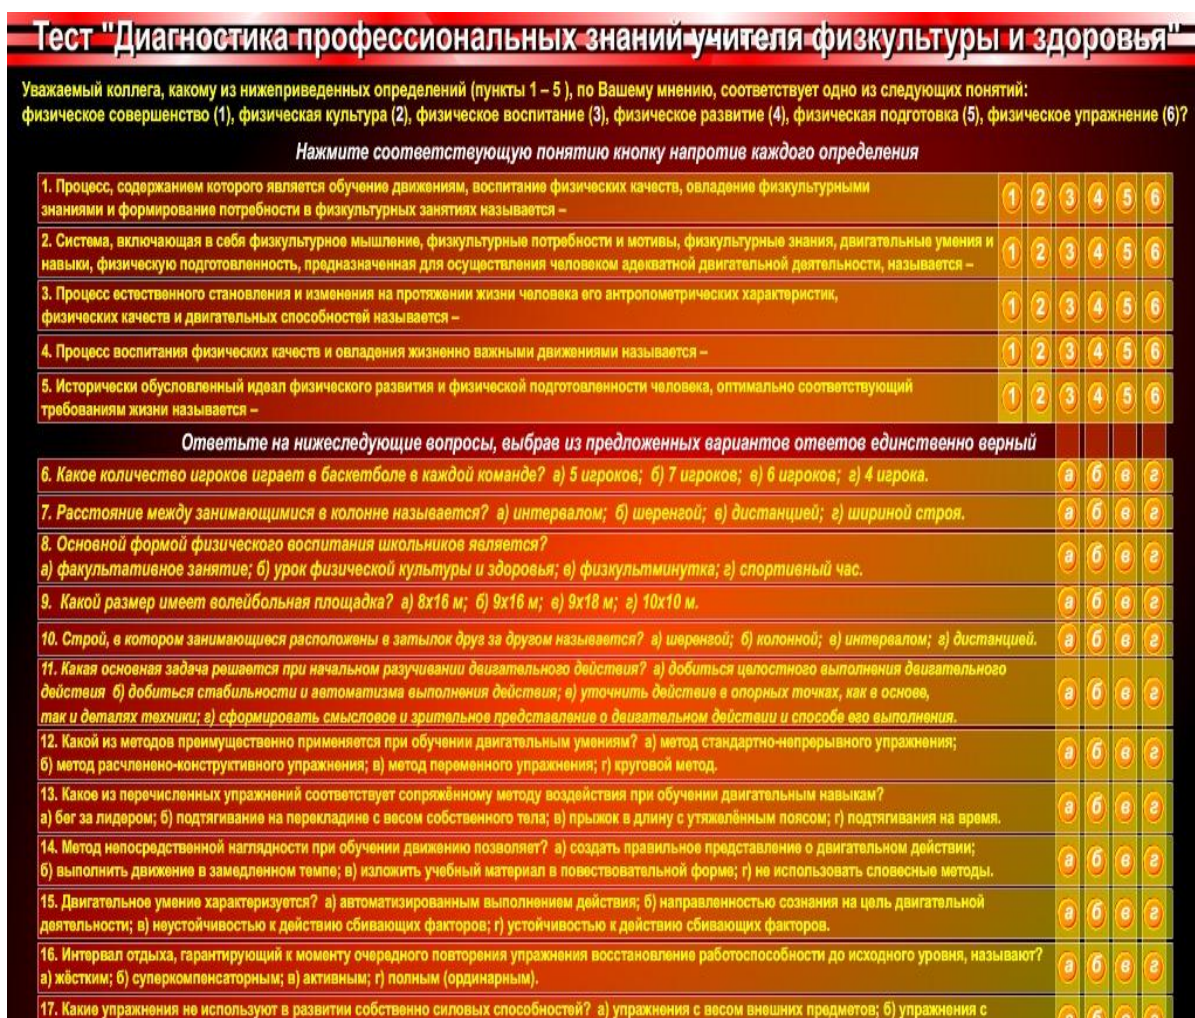 Тест "Диагностика профессиональных знаний учителя физкультуры и здоровья"
Уважаемый коллега, какому из нижеприведенных определений (пункты 1 – 5 ), по Вашему мнению, соответствует одно из следующих понятий:
физическое совершенство (1), физическая культура (2), физическое воспитание (3), физическое развитие (4), физическая подготовка (5), физическое упражнение (6)?
Нажмите соответствующую понятию кнопку напротив каждого определения
1. Процесс, содержанием которого является обучение движениям, воспитание физических качеств, овладение физкультурными
знаниями и формирование потребности в физкультурных занятиях называется –
1 2 3 4 5 6
2. Система, включающая в себя физкультурное мышление, физкультурные потребности и мотивы, физкультурные знания, двигательные умения и
навыки, физическую подготовленность, предназначенная для осуществления человеком адекватной двигательной деятельности, называется –
1 2 3 4 5 6
3. Процесс естественного становления и изменения на протяжении жизни человека его антропометрических характеристик,
физических качеств и двигательных способностей называется –
1 2 3 4 5 6
4. Процесс воспитания физических качеств и овладения жизненно важными движениями называется –
1 2 3 4 5 6
5. Исторически обусловленный идеал физического развития и физической подготовленности человека, оптимально соответствующий
требованиям жизни называется –
1 2 3 4 5 6
Ответьте на нижеследующие вопросы, выбрав из предложенных вариантов ответов единственно верный
6. Какое количество игроков играет в баскетболе в каждой команде? а) 5 игроков; б) 7 игроков; в) 6 игроков; г) 4 игрока.
а б в г
7. Расстояние между занимающимися в колонне называется? а) интервалом; б) шеренгой; в) дистанцией; г) шириной строя.
а б в г
8. Основной формой физического воспитания школьников является?
а) факультативное занятие; б) урок физической культуры и здоровья; в) физкультминутка; г) спортивный час.
а б в г
9. Какой размер имеет волейбольная площадка? а) 8х16 м; б) 9х16 м; в) 9х18 м; г) 10х10 м.
а б в г
10. Строй, в котором занимающиеся расположены в затылок друг за другом называется? а) шеренгой; б) колонной; в) интервалом; г) дистанцией.
а б в г
11. Какая основная задача решается при начальном разучивании двигательного действия? а) добиться целостного выполнения двигательного
действия б) добиться стабильности и автоматизма выполнения действия; в) уточнить действие в опорных точках, как в основе,
так и деталях техники; г) сформировать смысловое и зрительное представление о двигательном действии и способе его выполнения.
а б в г
12. Какой из методов преимущественно применяется при обучении двигательным умениям? а) метод стандартно-непрерывного упражнения;
б) метод расчленено-конструктивного упражнения; в) метод переменного упражнения; г) круговой метод.
а б в г
13. Какое из перечисленных упражнений соответствует сопряжённому методу воздействия при обучении двигательным навыкам?
а) бег за лидером; б) подтягивание на перекладине с весом собственного тела; в) прыжок в длину с утяжелённым поясом; г) подтягивания на время.
а б в г
14. Метод непосредственной наглядности при обучении движению позволяет? а) создать правильное представление о двигательном действии;
б) выполнить движение в замедленном темпе; в) изложить учебный материал в повествовательной форме; г) не использовать словесные методы.
а б в г
15. Двигательное умение характеризуется? а) автоматизированным выполнением действия; б) направленностью сознания на цель двигательной
деятельности; в) неустойчивостью к действию сбивающих факторов; г) устойчивостью к действию сбивающих факторов.
а б в г
16. Интервал отдыха, гарантирующий к моменту очередного повторения упражнения восстановление работоспособности до исходного уровня, называют?
а) жёстким; б) суперкомпенсаторным; в) активным; г) полным (ординарным).
а б в г
17. Какие упражнения не используют в развитии собственно силовых способностей? а) упражнения с весом внешних предметов; б) упражнения с
а б в г